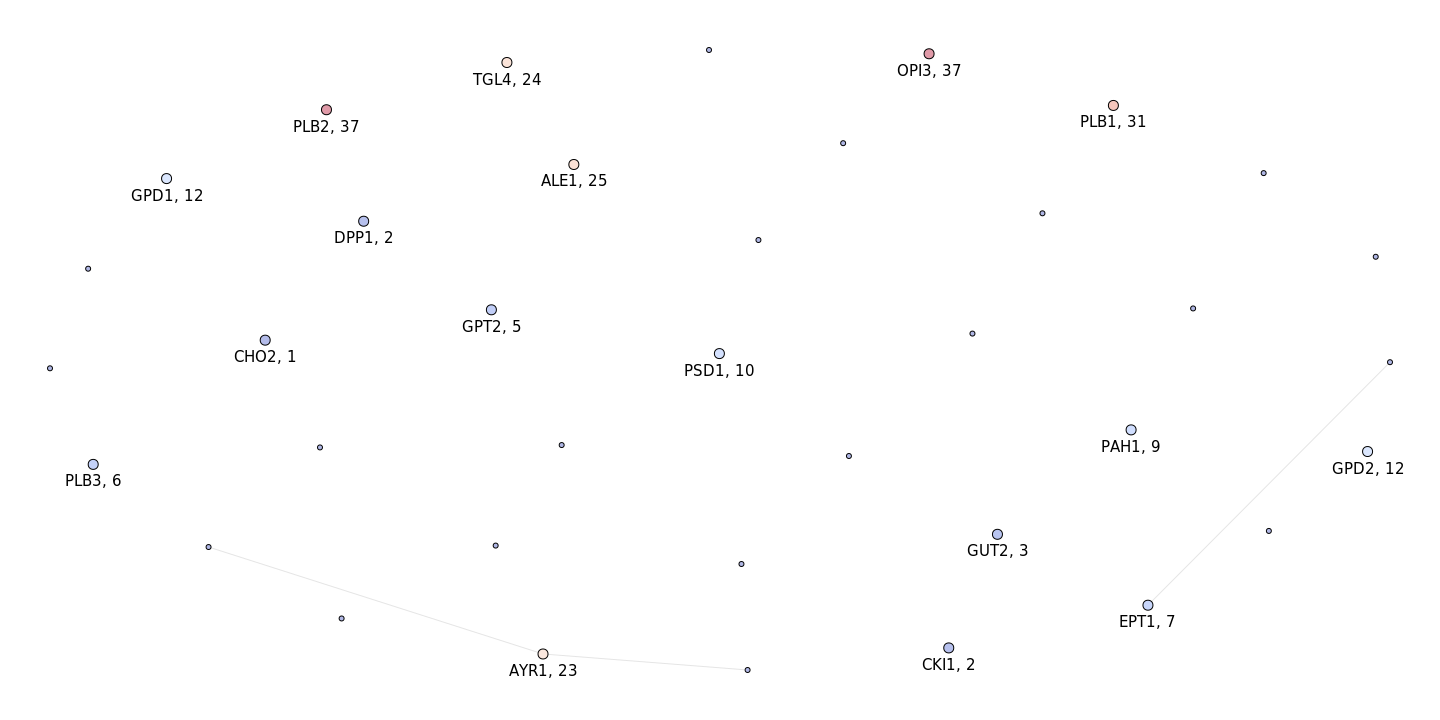 OPI3, 37
TGL4, 24
PLB1, 31
PLB2, 37
ALE1, 25
GPD1, 12
DPP1, 2
GPT2, 5
CHO2, 1
PSD1, 10
PAH1, 9
GPD2, 12
PLB3, 6
GUT2, 3
EPT1, 7
CKI1, 2
AYR1, 23